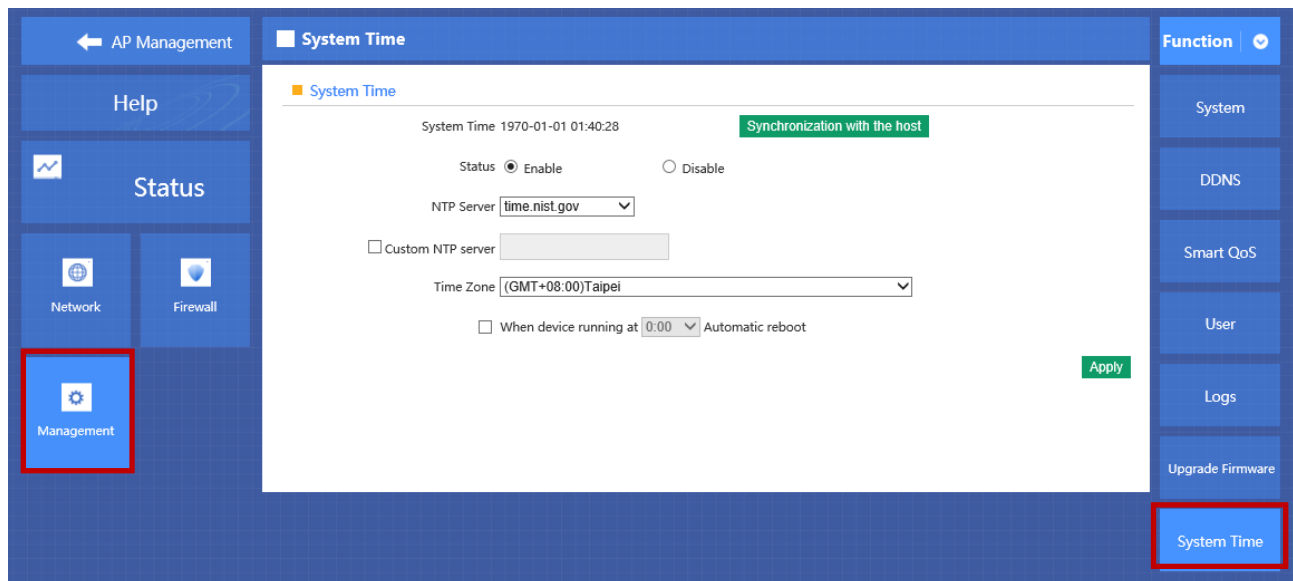 AP Management
Help
Status
Network
Firewall
Management
System Time
System Time
System Time 1970-01-01 01:40:28 Synchronization with the host
Status Enable Disable
NTP Server time.nist.gov
Custom NTP server
Time Zone (GMT+08:00)Taipei
When device running at 0:00 Automatic reboot
Apply
Function
System
DDNS
Smart QoS
User
Logs
Upgrade Firmware
System Time